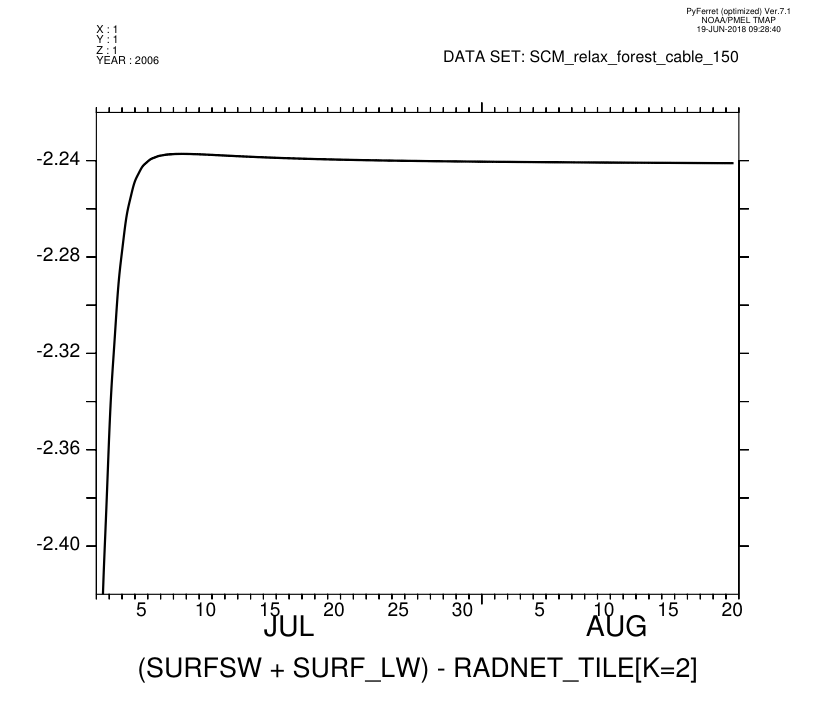 PyFerret (optimized) Ver.7.1
NOAA/PMEL TMAP
19-JUN-2018 09:28:40
X : 1
Y : 1
Z : 1
YEAR : 2006
DATA SET: SCM_relax_forest_cable_150
-2.24
-2.28
-2.32
-2.36
-2.40
5 10 15 20 25 30 5 10 15 20
JUL AUG
(SURFSW + SURF_LW) - RADNET_TILE[K=2]